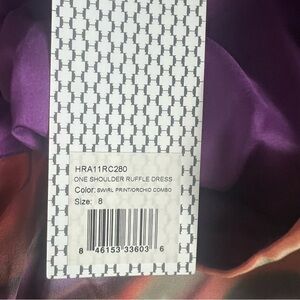 HRA11RC280
ONE SHOULDER RUFFLE DRESS
Color: SWIRL PRINT/ORCHID COMBO
Size: 8
8 46153 33603 6